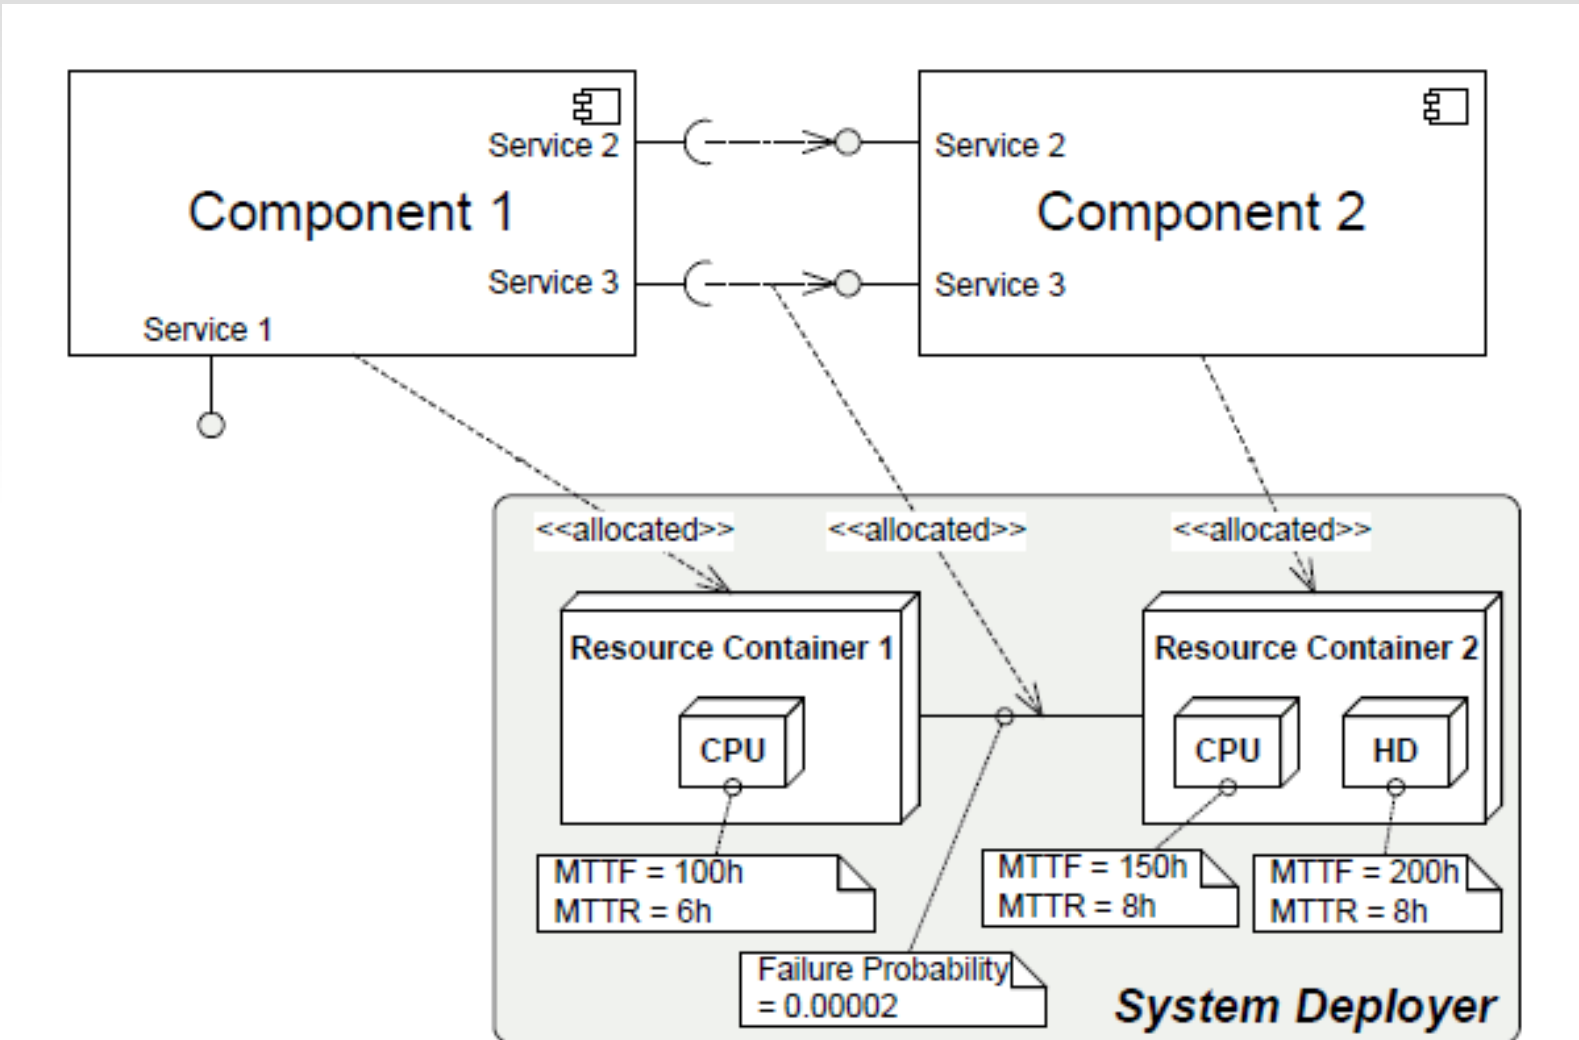 Service 2
Service 2
Component 1
Component 2
Service 3
Service 3
Service 1
<<allocated>>
<<allocated>>
<<allocated>>
Resource Container 1
Resource Container 2
CPU
CPU
HD
MTTF = 100h
MTTR = 6h
MTTF = 150h
MTTR = 8h
MTTF = 200h
MTTR = 8h
Failure Probability
= 0.00002
System Deployer